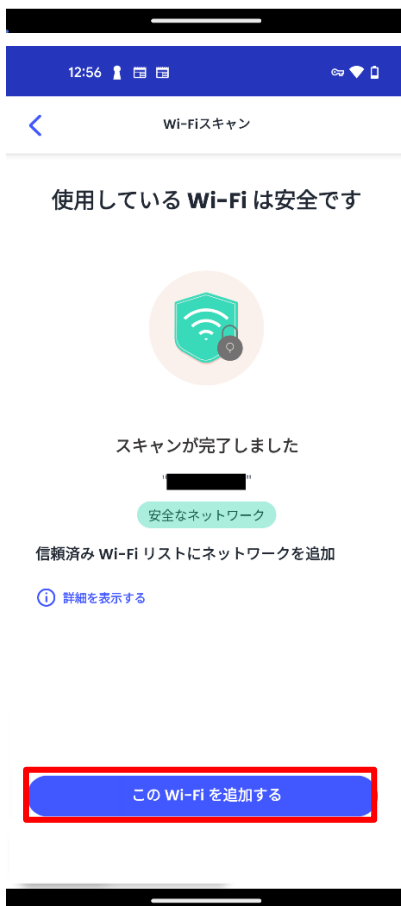 12:56
Wi-Fiスキャン
使用している Wi-Fi は安全です
スキャンが完了しました
" "
安全なネットワーク
信頼済み Wi-Fi リストにネットワークを追加
詳細を表示する
この Wi-Fi を追加する